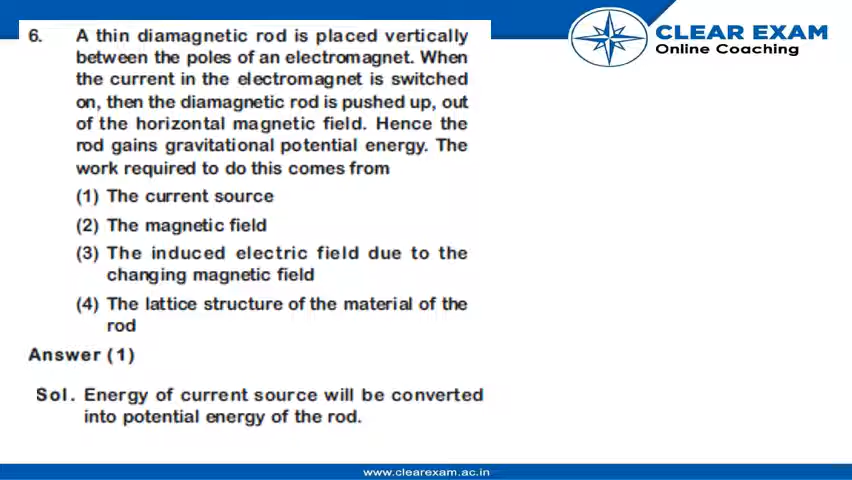 CLEAR EXAM
Online Coaching
6. A thin diamagnetic rod is placed vertically
between the poles of an electromagnet. When
the current in the electromagnet is switched
on, then the diamagnetic rod is pushed up, out
of the horizontal magnetic field. Hence the
rod gains gravitational potential energy. The
work required to do this comes from
(1) The current source
(2) The magnetic field
(3) The induced electric field due to the
changing magnetic field
(4) The lattice structure of the material of the
rod
Answer (1)
Sol. Energy of current source will be converted
into potential energy of the rod.
www.clearexam.ac.in